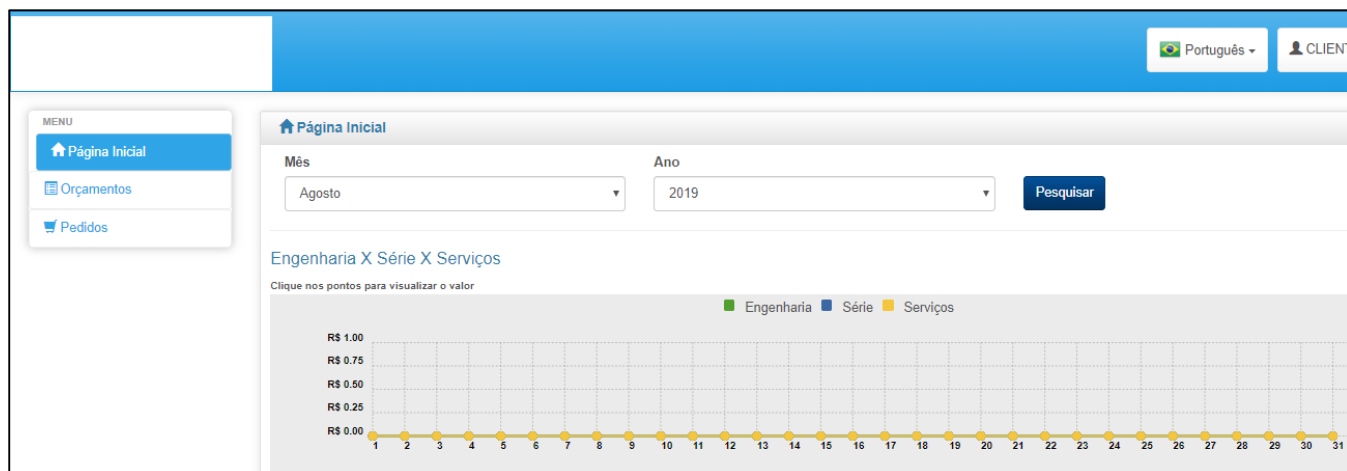 Português
CLIENT
MENU
Página Inicial
Orçamentos
Pedidos
Página Inicial
Mês
Ano
Agosto
2019
Pesquisar
Engenharia X Série X Serviços
Clique nos pontos para visualizar o valor
Engenharia Série Serviços
R$ 1.00
R$ 0.75
R$ 0.50
R$ 0.25
R$ 0.00
1 2 3 4 5 6 7 8 9 10 11 12 13 14 15 16 17 18 19 20 21 22 23 24 25 26 27 28 29 30 31